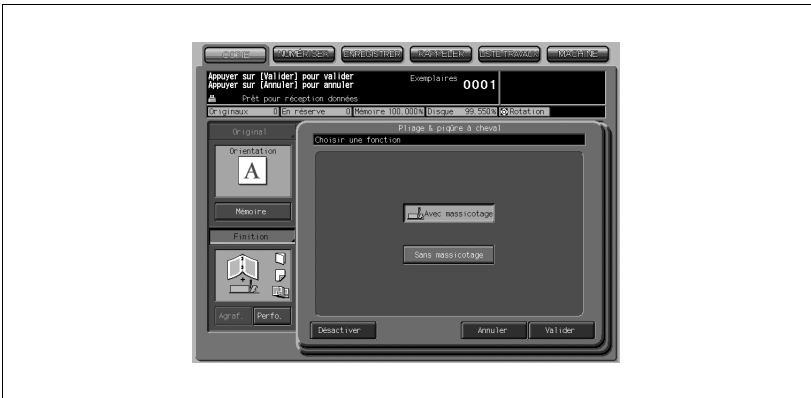 COPIE NUMÉRISER ENREGISTRER RAPPELER LISTE TRAVAUX MACHINE
Appuyer sur [Valider] pour valider
Appuyer sur [Annuler] pour annuler
Exemplaires 0001
Prêt pour réception données
Originaux 0 En réserve 0 Mémoire 100.000% Disque 99.550% Rotation
Original
Pliage & piqûre à cheval
Choisir une fonction
Orientation
A
Mémoire
Avec massicotage
Finition
Sans massicotage
Agraf. Perfo.
Désactiver Annuler Valider